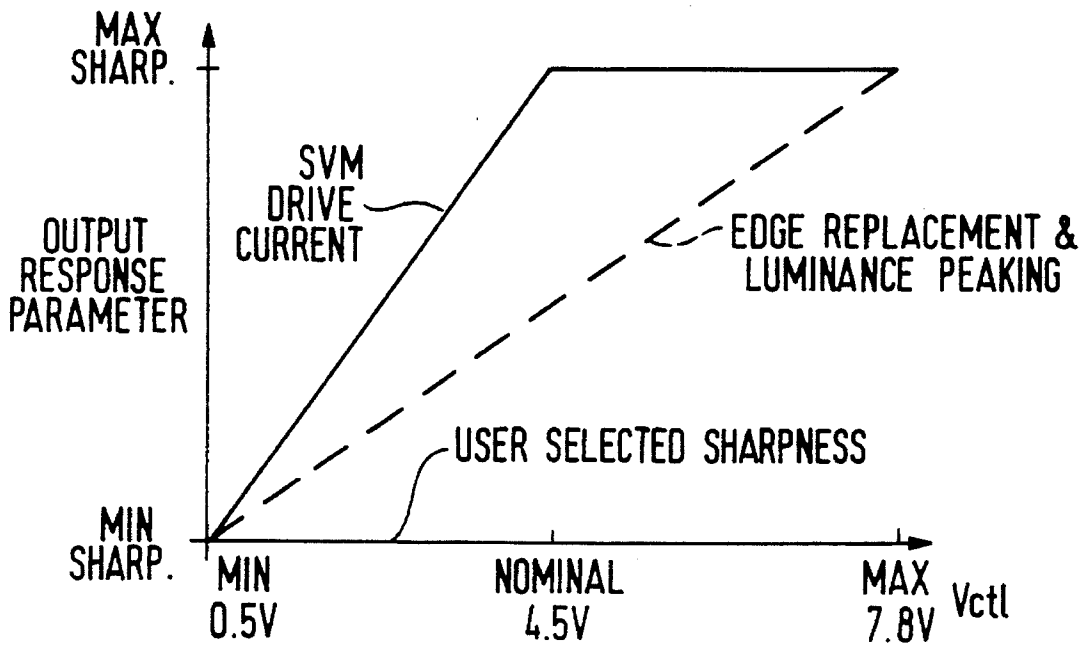 MAX
SHARP.
SVM
DRIVE
CURRENT
OUTPUT
RESPONSE
PARAMETER
EDGE REPLACEMENT &
LUMINANCE PEAKING
USER SELECTED SHARPNESS
MIN
SHARP.
MIN
0.5V
NOMINAL
4.5V
MAX
7.8V
Vctl